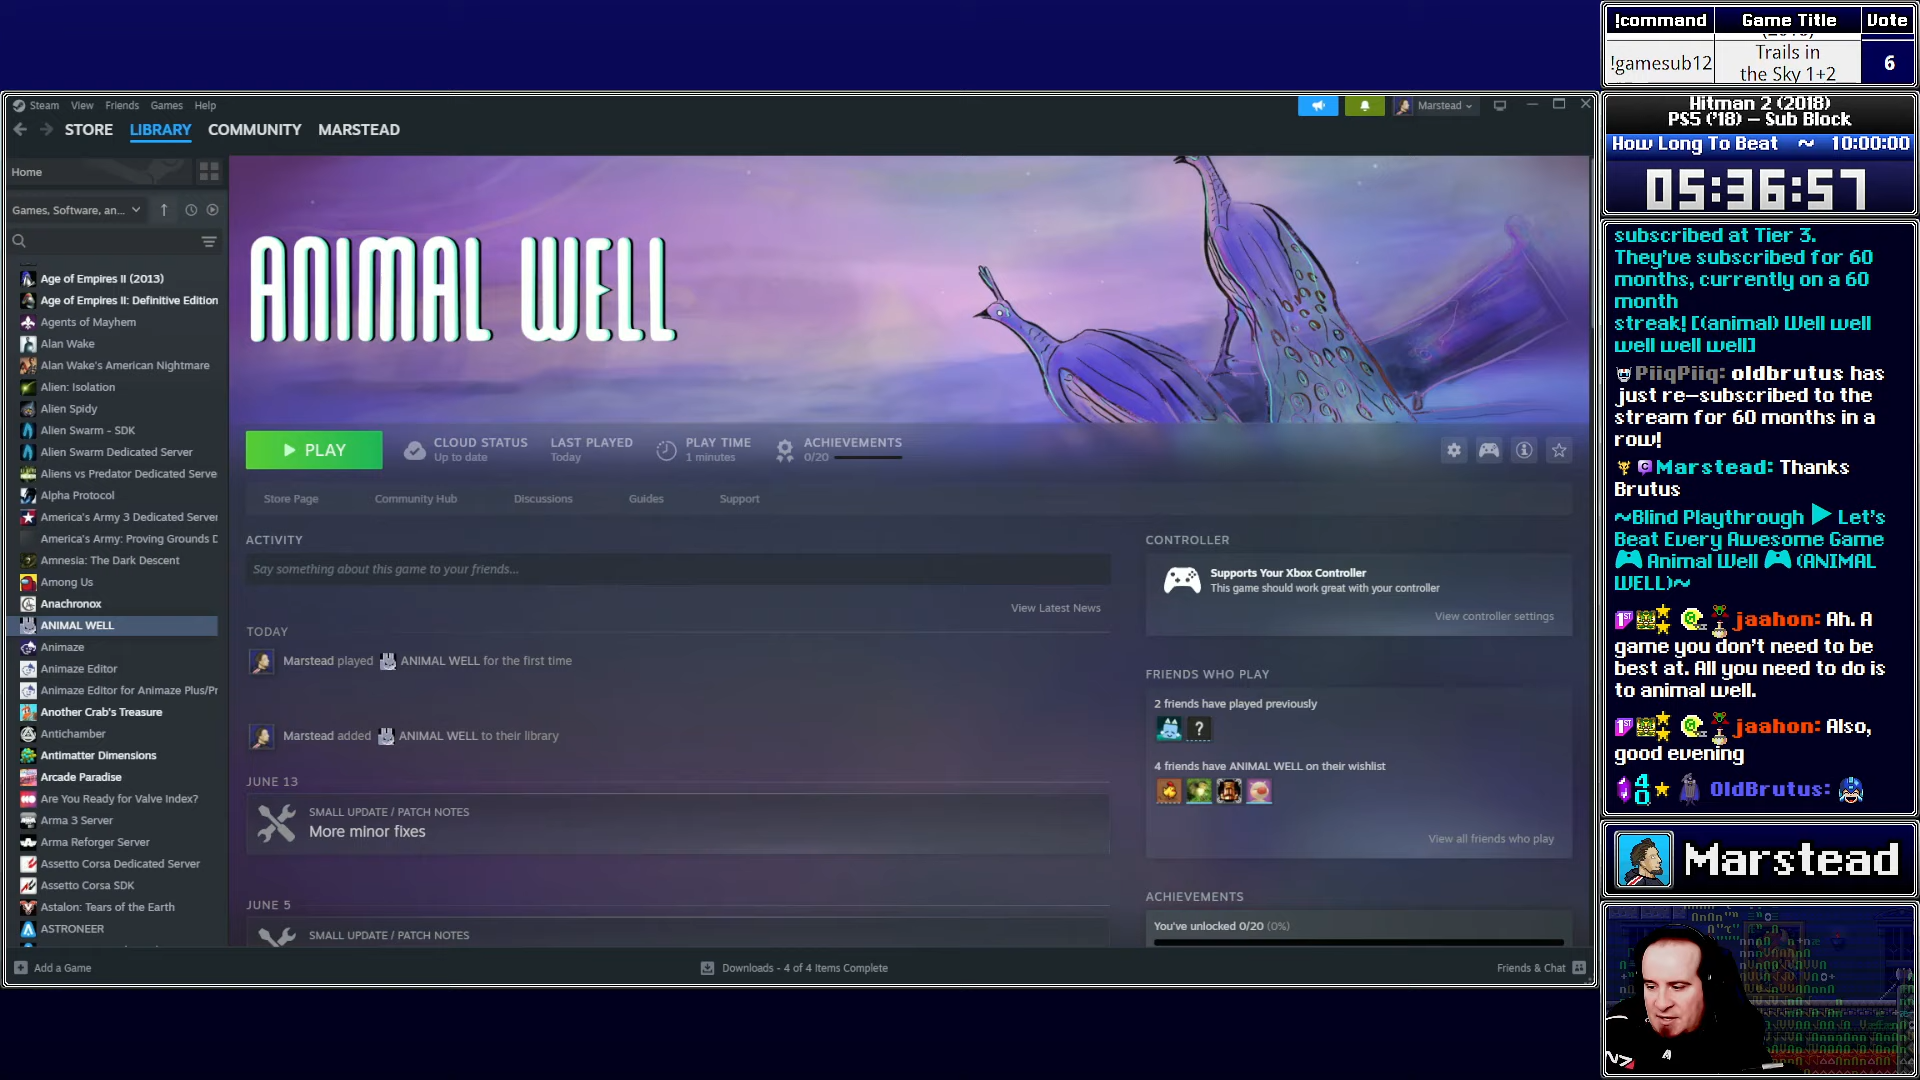 !command Game Title Vote
!gamesub12 Trails in the Sky 1+2 6
Steam View Friends Games Help
Marstead
STORE LIBRARY COMMUNITY MARSTEAD
Home
Games, Software, an...
Age of Empires II (2013)
Age of Empires II: Definitive Edition
Agents of Mayhem
Alan Wake
Alan Wake's American Nightmare
Alien: Isolation
Alien Spidy
Alien Swarm - SDK
Alien Swarm Dedicated Server
Aliens vs Predator Dedicated Serve
Alpha Protocol
America's Army 3 Dedicated Server
America's Army: Proving Grounds D
Amnesia: The Dark Descent
Among Us
Anachronox
ANIMAL WELL
Animaze
Animaze Editor
Animaze Editor for Animaze Plus/Pr
Another Crab's Treasure
Antichamber
Antimatter Dimensions
Arcade Paradise
Are You Ready for Valve Index?
Arma 3 Server
Arma Reforger Server
Assetto Corsa Dedicated Server
Assetto Corsa SDK
Astalon: Tears of the Earth
ASTRONEER
Add a Game
ANIMAL WELL
PLAY
CLOUD STATUS
Up to date
LAST PLAYED
Today
PLAY TIME
1 minutes
ACHIEVEMENTS
0/20
Store Page Community Hub Discussions Guides Support
ACTIVITY
Say something about this game to your friends...
View Latest News
TODAY
Marstead played ANIMAL WELL for the first time
Marstead added ANIMAL WELL to their library
JUNE 13
SMALL UPDATE / PATCH NOTES
More minor fixes
JUNE 5
SMALL UPDATE / PATCH NOTES
CONTROLLER
Supports Your Xbox Controller
This game should work great with your controller
View controller settings
FRIENDS WHO PLAY
2 friends have played previously
?
4 friends have ANIMAL WELL on their wishlist
View all friends who play
ACHIEVEMENTS
You've unlocked 0/20 (0%)
Downloads - 4 of 4 Items Complete
Friends & Chat
Hitman 2 (2018)
PS5 ('18) – Sub Block
How Long To Beat ~ 10:00:00
05:36:57
subscribed at Tier 3.
They've subscribed for 60
months, currently on a 60
month
streak! [(animal) Well well
well well well]
PiiqPiiq: oldbrutus has
just re-subscribed to the
stream for 60 months in a
row!
Marstead: Thanks
Brutus
~Blind Playthrough ▶ Let's
Beat Every Awesome Game
🎮 Animal Well 🎮 (ANIMAL
WELL)~
jaahon: Ah. A
game you don't need to be
best at. All you need to do is
to animal well.
jaahon: Also,
good evening
OldBrutus:
Marstead